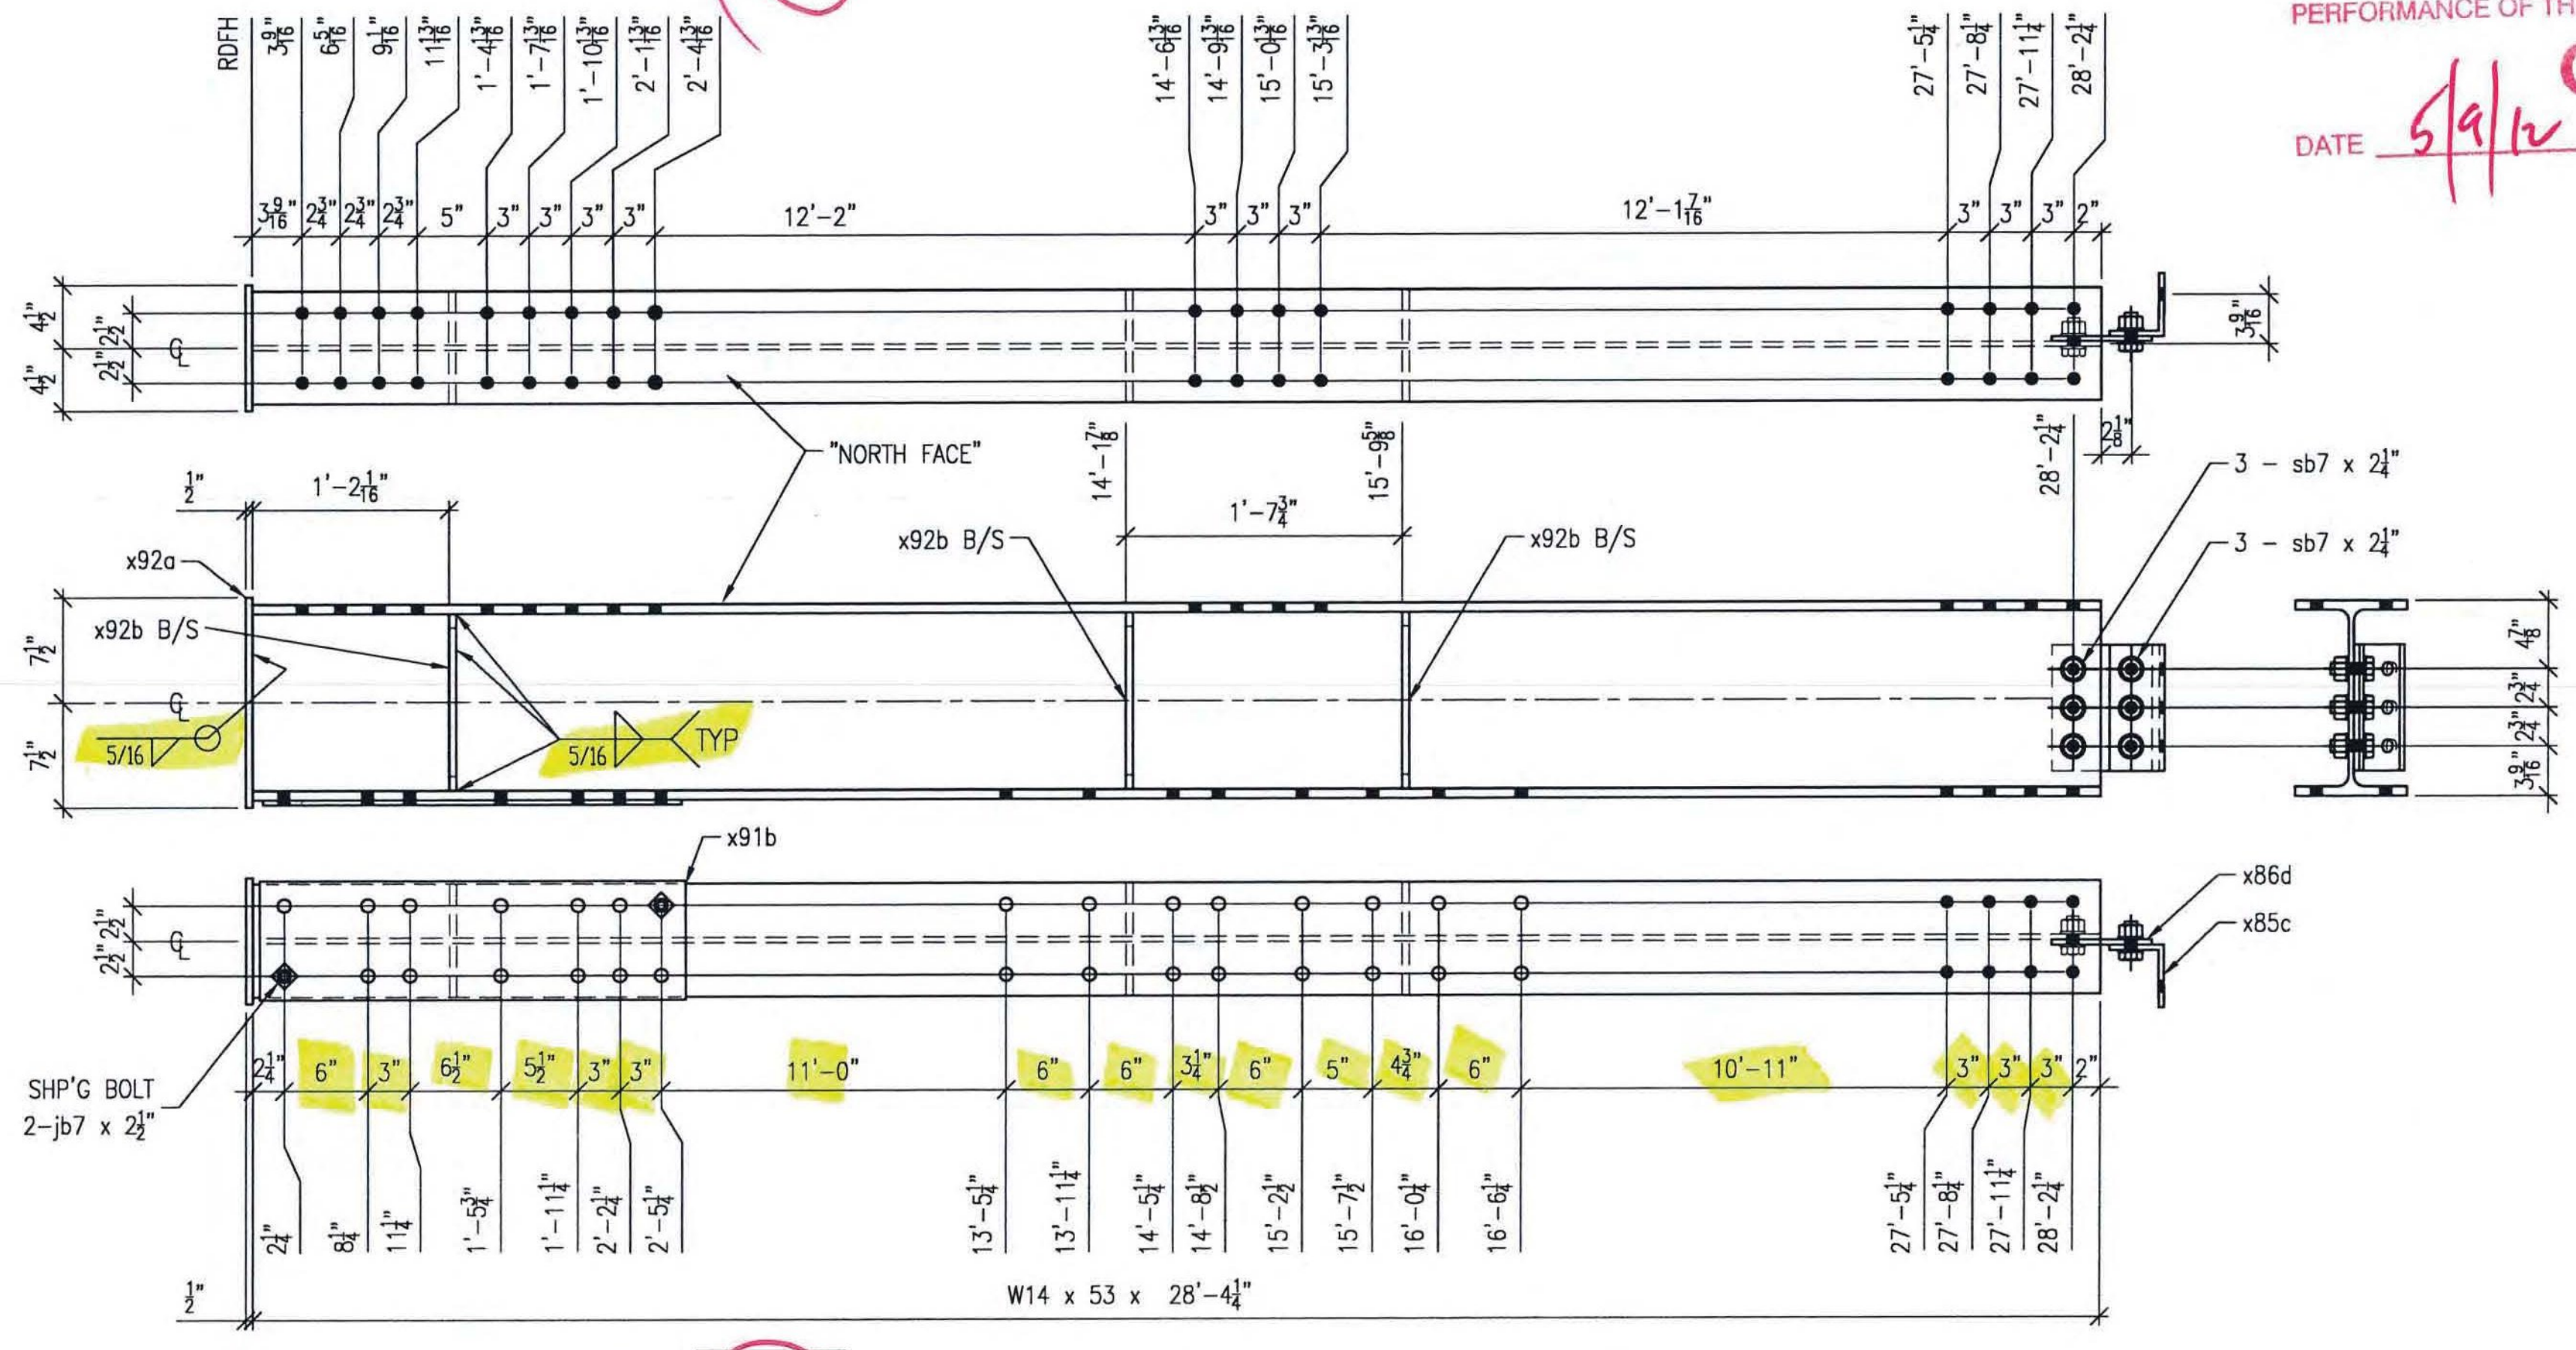 PERFORMANCE OF TH
DATE 5/9/12
RDFH
3 9/16"
6 5/16"
9 1/16"
11 13/16"
1'-4 13/16"
1'-7 13/16"
1'-10 13/16"
2'-1 13/16"
2'-4 13/16"
14'-6 13/16"
14'-9 13/16"
15'-0 13/16"
15'-3 13/16"
27'-5 1/4"
27'-8 1/4"
27'-11 1/4"
28'-2 1/4"
3 9/16" 2 3/4" 2 3/4" 2 3/4" 5" 3" 3" 3" 3" 12'-2" 3" 3" 3" 12'-1 7/16" 3" 3" 3" 2"
4 1/2"
4 1/2"
2 1/2"
2 1/2"
CL
3 9/16"
"NORTH FACE"
14'-1 7/8"
15'-9 5/8"
28'-2 1/4"
2 1/8"
3 - sb7 x 2 1/4"
3 - sb7 x 2 1/4"
1/2"
1'-2 1/16"
1'-7 3/4"
x92b B/S
x92b B/S
x92a
x92b B/S
7 1/2"
7 1/2"
CL
5/16
5/16 TYP
4 7/8"
2 3/4"
2 3/4"
3 9/16"
x91b
x86d
x85c
2 1/2"
2 1/2"
CL
2 1/4" 6" 3" 6 1/2" 5 1/2" 3" 3" 11'-0" 6" 6" 3 1/4" 6" 5" 4 3/4" 6" 10'-11" 3" 3" 3" 2"
SHP'G BOLT
2-jb7 x 2 1/2"
2 1/4"
8 1/4"
11 1/4"
1'-5 3/4"
1'-11 1/4"
2'-2 1/4"
2'-5 1/4"
13'-5 1/4"
13'-11 1/4"
14'-5 1/4"
14'-8 1/2"
15'-2 1/2"
15'-7 1/2"
16'-0 1/4"
16'-6 1/4"
27'-5 1/4"
27'-8 1/4"
27'-11 1/4"
28'-2 1/4"
1/2"
W14 x 53 x 28'-4 1/4"